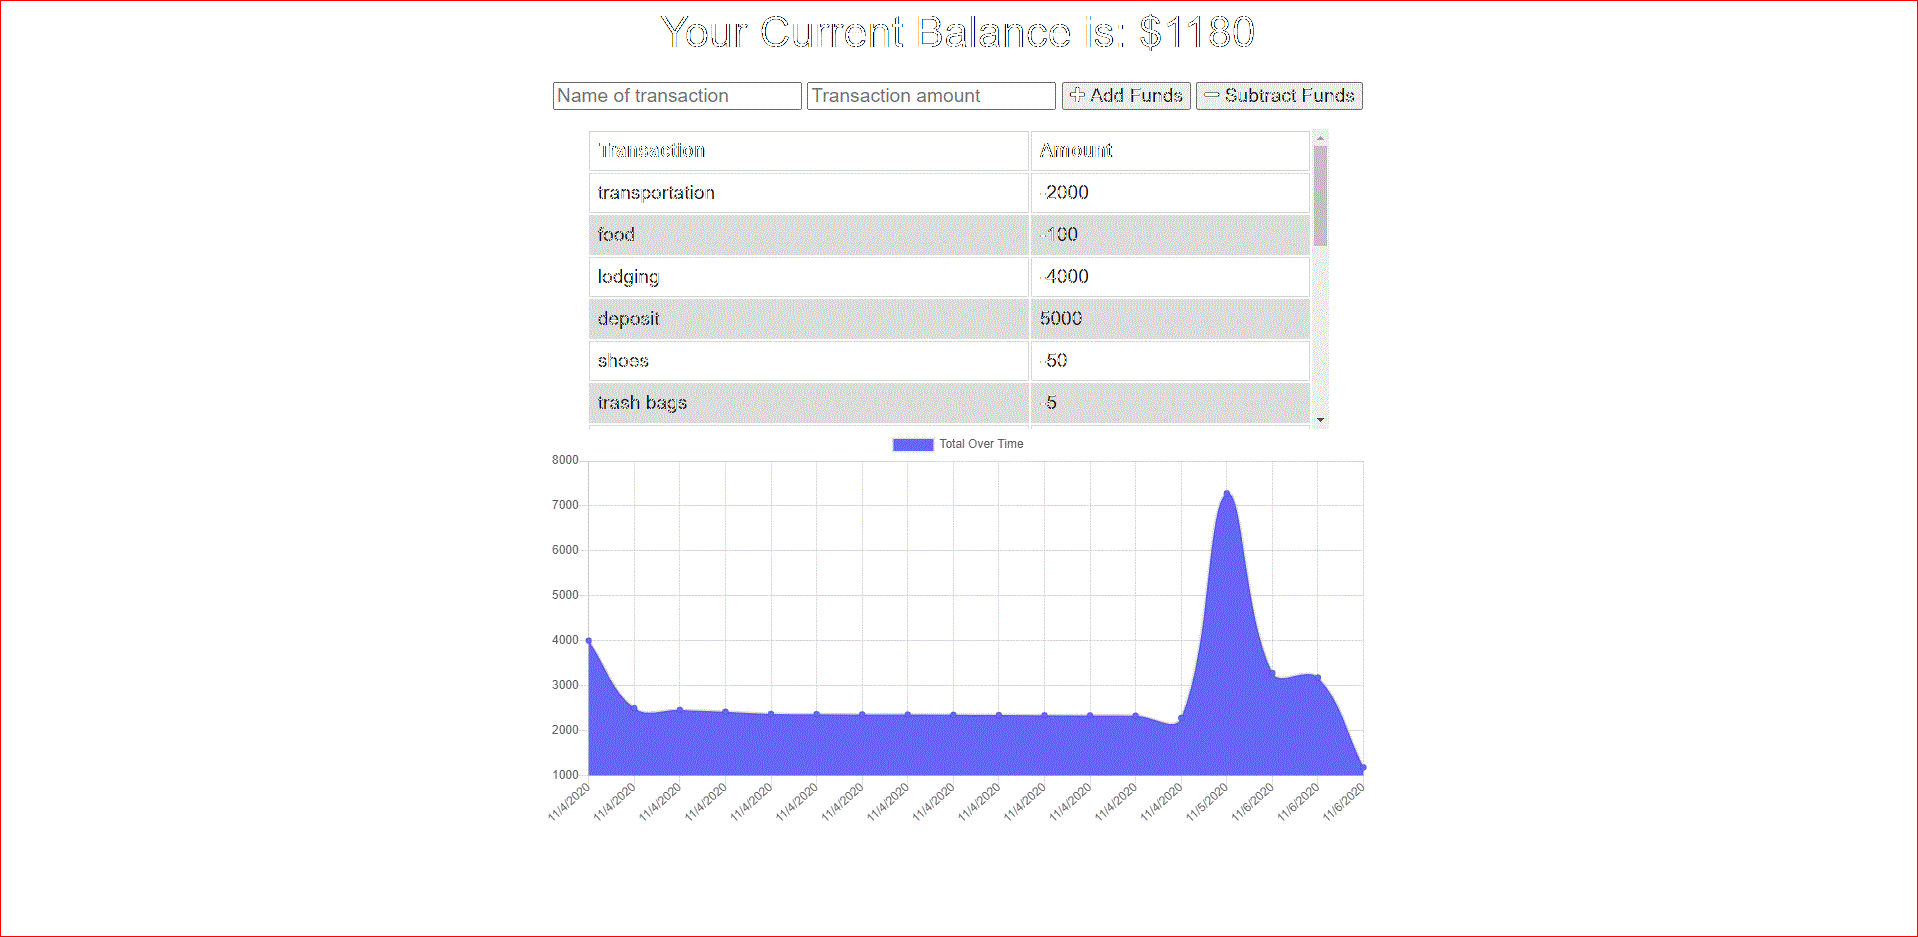 Your Current Balance is: $1180
Name of transaction Transaction amount Add Funds Subtract Funds
Transaction Amount
transportation -2000
food -100
lodging -4000
deposit 5000
shoes -50
trash bags -5
Total Over Time
8000
7000
6000
5000
4000
3000
2000
1000
11/4/2020 11/4/2020 11/4/2020 11/4/2020 11/4/2020 11/4/2020 11/4/2020 11/4/2020 11/4/2020 11/4/2020 11/4/2020 11/4/2020 11/4/2020 11/4/2020 11/5/2020 11/6/2020 11/6/2020 11/6/2020